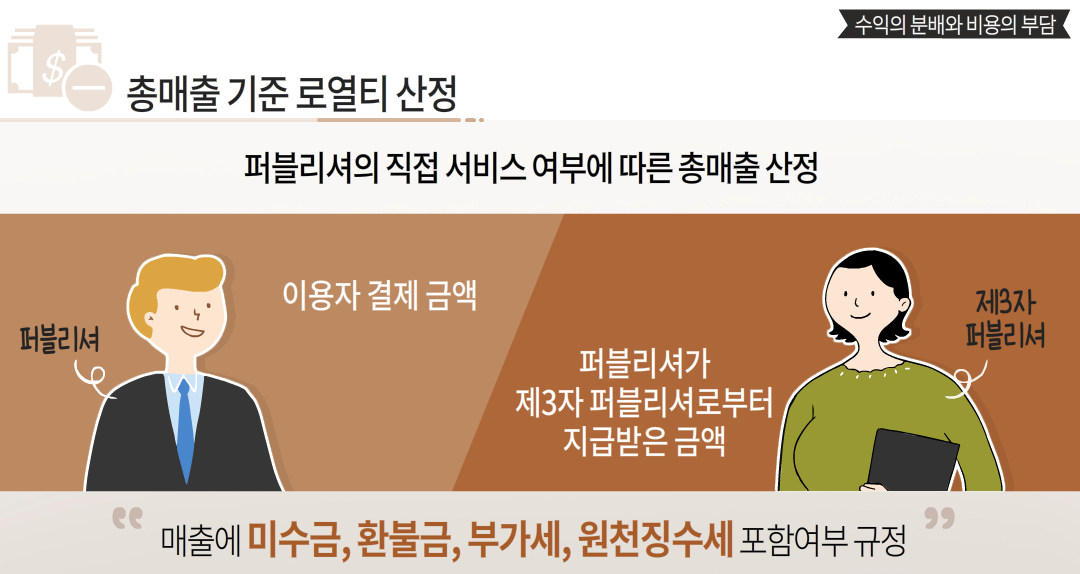 수익의 분배와 비용의 부담
$
총매출 기준 로열티 산정
퍼블리셔의 직접 서비스 여부에 따른 총매출 산정
퍼블리셔
이용자 결제 금액
퍼블리셔가
제3자 퍼블리셔로부터
지급받은 금액
제3자
퍼블리셔
“매출에 미수금, 환불금, 부가세, 원천징수세 포함여부 규정”